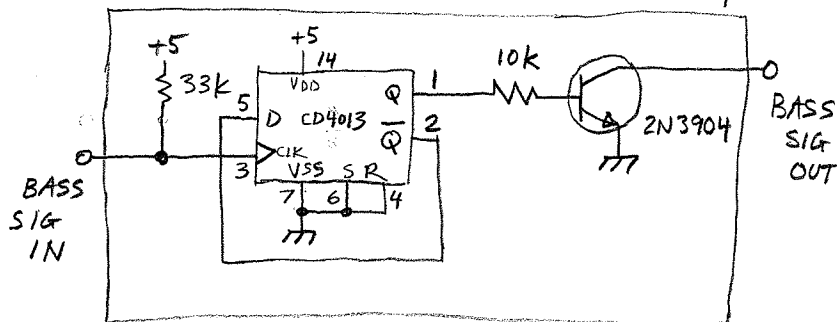 +5
+5
14
10k
33k
VDD
5
D
CD4013
Q
1
Q
2
2N3904
BASS
SIG
OUT
3
CLK
VSS
S
R
7
6
4
BASS
SIG
IN